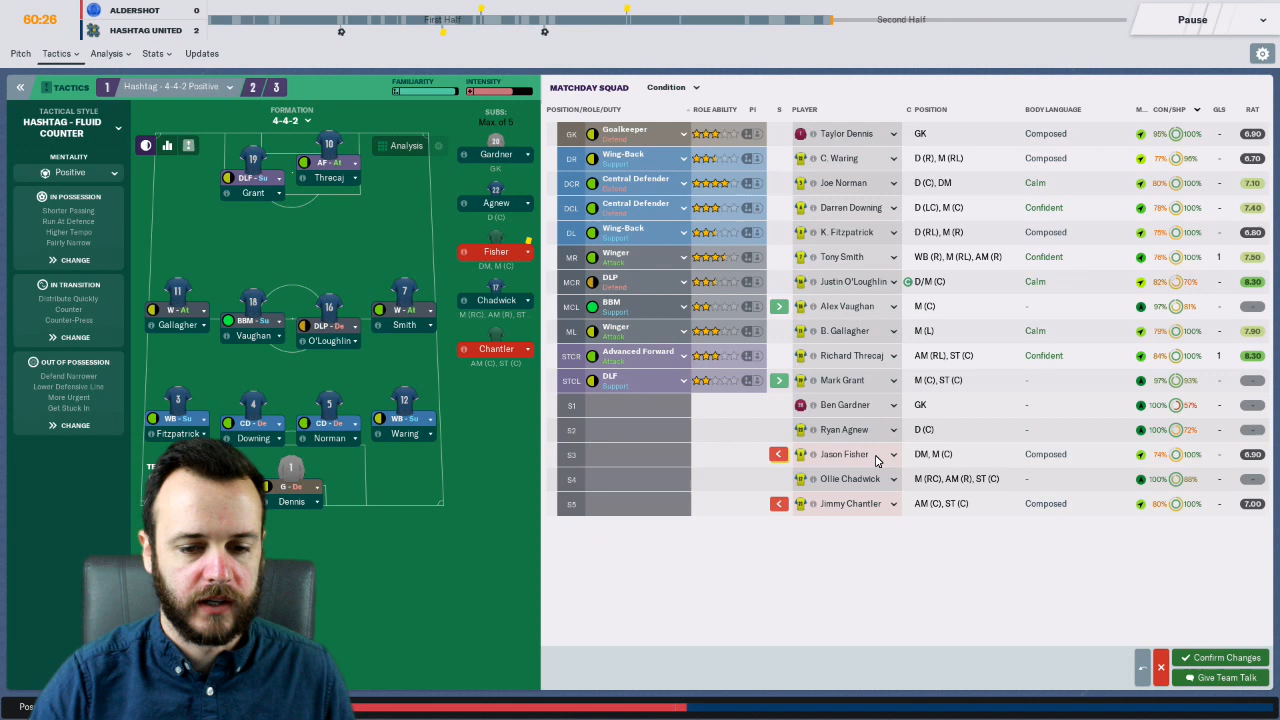 60:26
ALDERSHOT 0
HASHTAG UNITED 2
First Half
Second Half
Pause
Pitch Tactics Analysis Stats Updates
TACTICS 1 Hashtag - 4-4-2 Positive 2 3
FAMILIARITY
INTENSITY
TACTICAL STYLE
HASHTAG - FLUID
COUNTER
MENTALITY
Positive
IN POSSESSION
Shorter Passing
Run At Defence
Higher Tempo
Fairly Narrow
CHANGE
IN TRANSITION
Distribute Quickly
Counter
Counter-Press
CHANGE
OUT OF POSSESSION
Defend Narrower
Lower Defensive Line
More Urgent
Get Stuck In
CHANGE
FORMATION
4-4-2
Analysis
19
DLF - Su
Grant
10
AF - At
Threcaj
11
W - At
Gallagher
18
BBM - Su
Vaughan
16
DLP - De
O'Loughlin
7
W - At
Smith
3
WB - Su
Fitzpatrick
4
CD - De
Downing
5
CD - De
Norman
12
WB - Su
Waring
1
G - De
Dennis
SUBS:
Max. of 5
20
Gardner
GK
22
Agnew
D (C)
Fisher
DM, M (C)
17
Chadwick
M (RC), AM (R), ST
Chantler
AM (C), ST (C)
MATCHDAY SQUAD Condition
POSITION/ROLE/DUTY ROLE ABILITY PI S PLAYER C POSITION BODY LANGUAGE M... CON/SHP GLS RAT
GK Goalkeeper Defend Taylor Dennis GK Composed 95% 100% - 6.90
DR Wing-Back Support C. Waring D (R), M (RL) Composed 77% 96% - 6.70
DCR Central Defender Defend Joe Norman D (C), DM Calm 80% 100% - 7.10
DCL Central Defender Defend Darren Downing D (LC), M (C) Confident 78% 100% - 7.40
DL Wing-Back Support K. Fitzpatrick D (RL), M (R) Composed 75% 100% - 6.80
MR Winger Attack Tony Smith WB (R), M (RL), AM (R) Confident 76% 100% 1 7.50
MCR DLP Defend Justin O'Loughlin D/M (C) Calm 82% 70% - 8.30
MCL BBM Support Alex Vaughan M (C) - 97% 81% - -
ML Winger Attack B. Gallagher M (L) Calm 79% 100% - 7.90
STCR Advanced Forward Attack Richard Threcaj AM (RL), ST (C) Confident 84% 100% 1 8.30
STCL DLF Support Mark Grant M (C), ST (C) - 97% 93% - -
S1 Ben Gardner GK - 100% 57% - -
S2 Ryan Agnew D (C) - 100% 72% - -
S3 Jason Fisher DM, M (C) Composed 74% 100% - 6.90
S4 Ollie Chadwick M (RC), AM (R), ST (C) - 100% 88% - -
S5 Jimmy Chantler AM (C), ST (C) Composed 80% 100% - 7.00
Confirm Changes
Give Team Talk